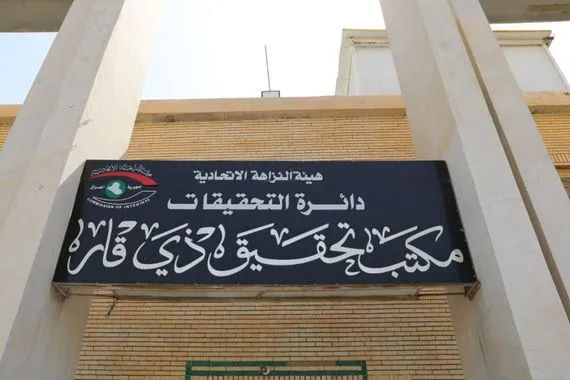 هيئة النزاهة الاتحادية
دائرة التحقيقات
مكتب تحقيق ذي قار
COMMISSION OF INTEGRITY